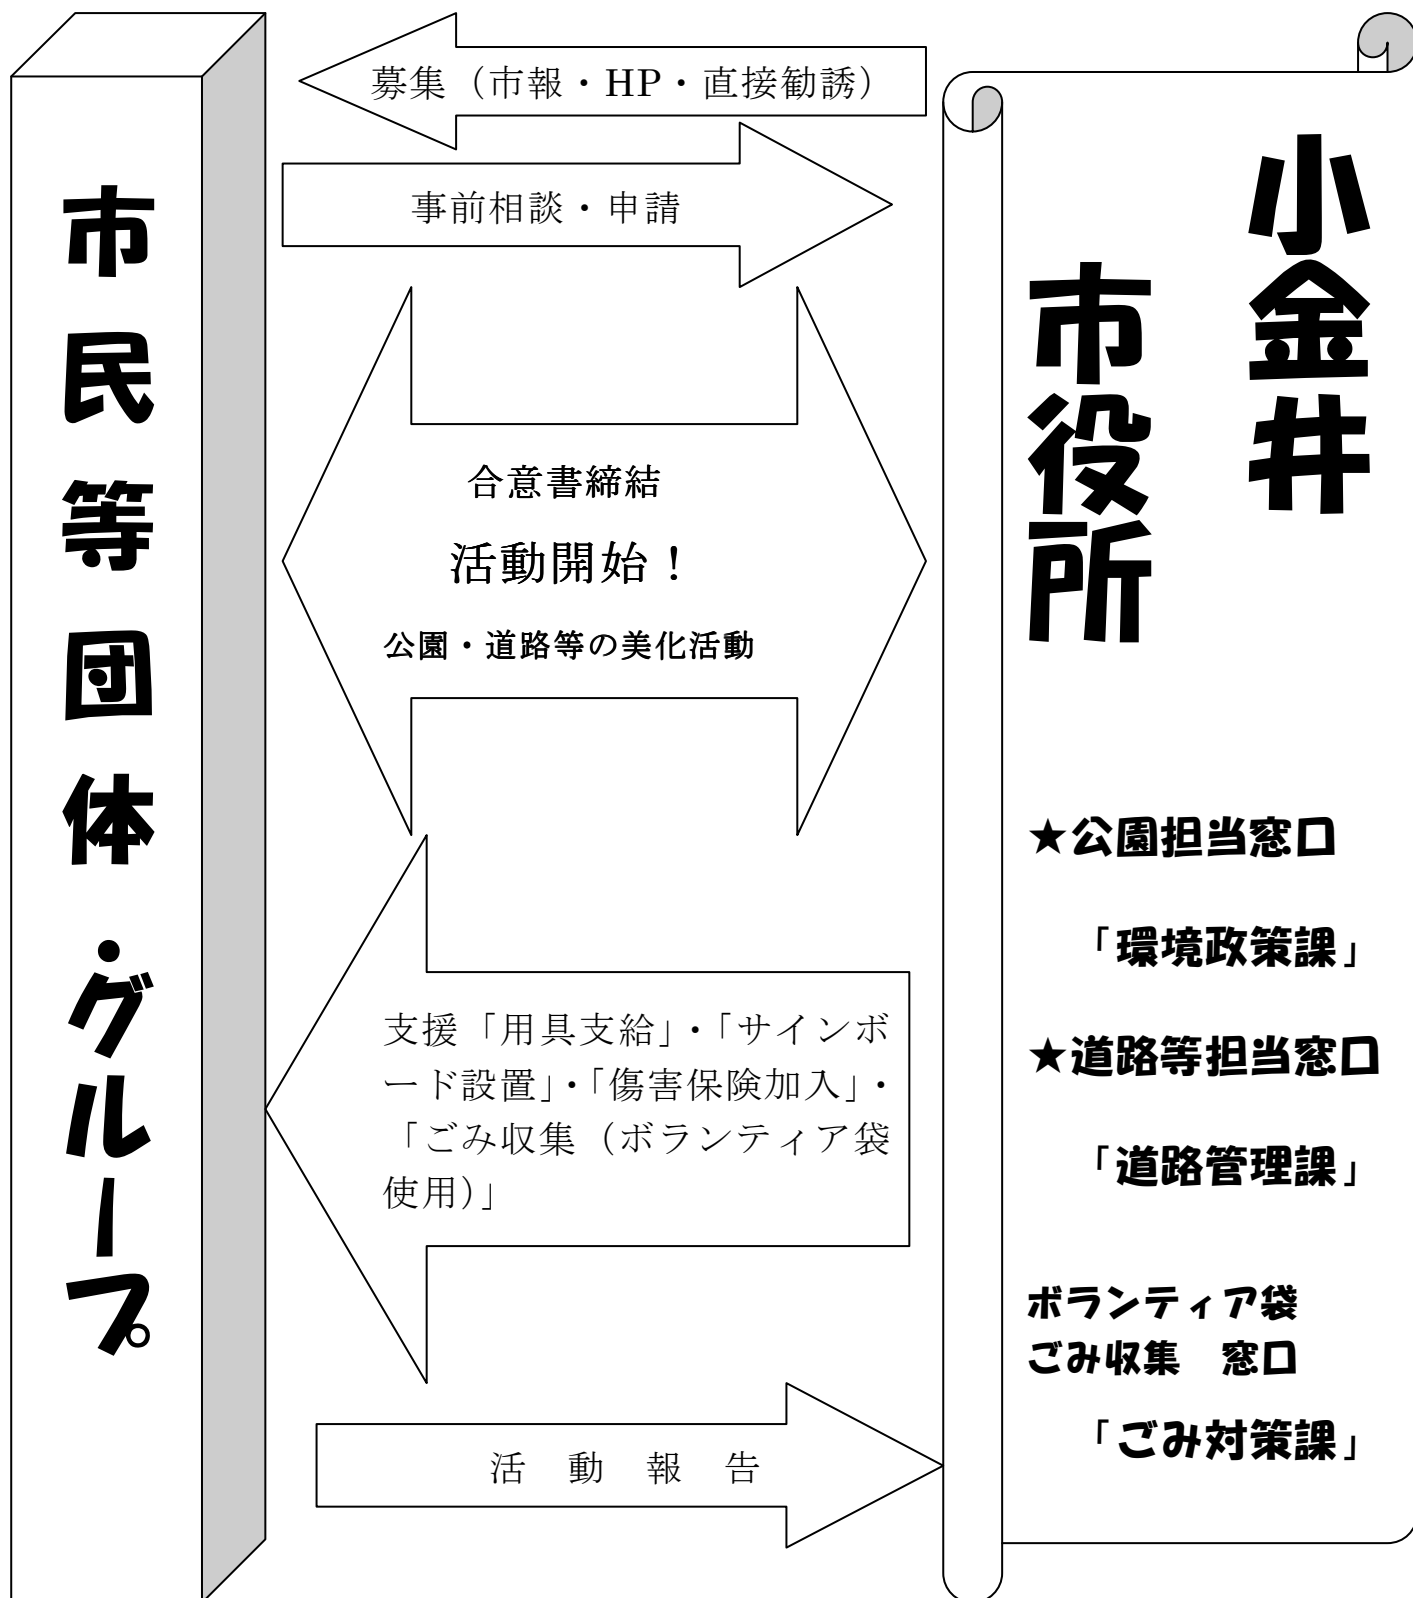 市民等団体・グループ
募集（市報・HP・直接勧誘）
事前相談・申請
合意書締結
活動開始！
公園・道路等の美化活動
支援「用具支給」・「サインボ
ード設置」・「傷害保険加入」・
「ごみ収集（ボランティア袋
使用）」
活　動　報　告
小金井
市役所
★公園担当窓口
「環境政策課」
★道路等担当窓口
「道路管理課」
ボランティア袋
ごみ収集　窓口
「ごみ対策課」